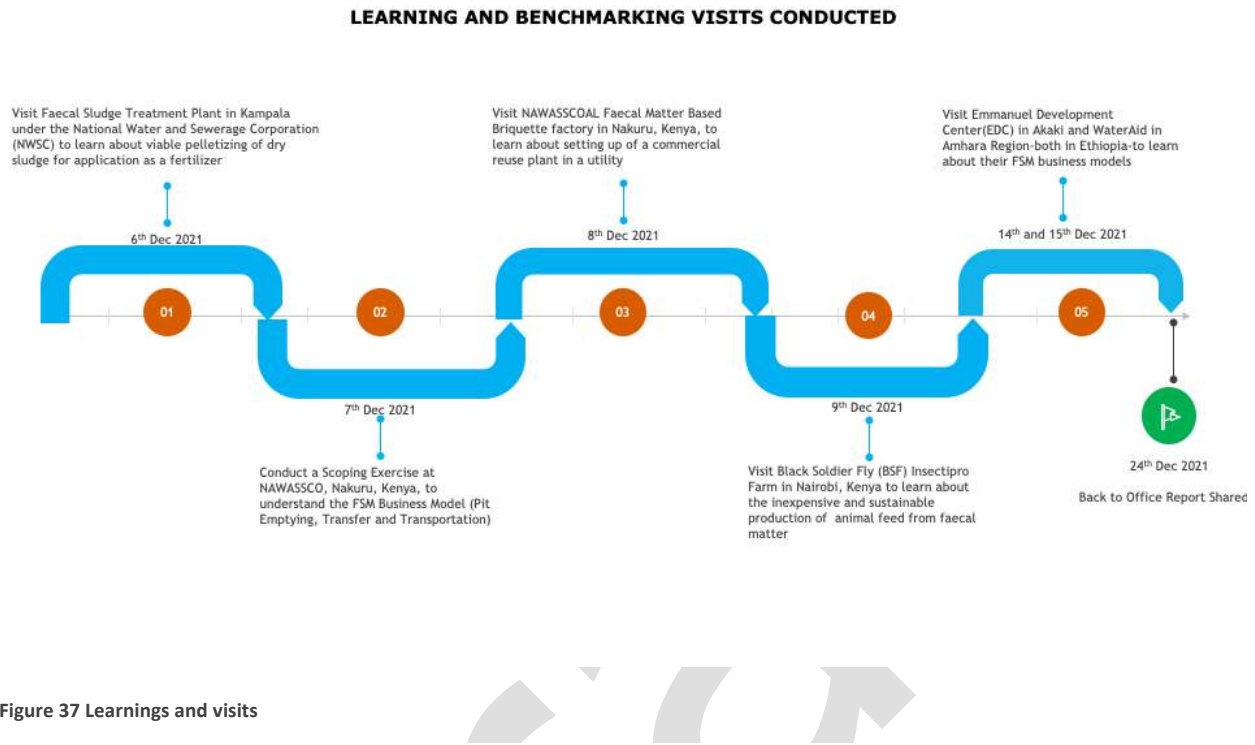 LEARNING AND BENCHMARKING VISITS CONDUCTED
Visit Faecal Sludge Treatment Plant in Kampala
under the National Water and Sewerage Corporation
(NWSC) to learn about viable pelletizing of dry
sludge for application as a fertilizer
6th Dec 2021
01
Conduct a Scoping Exercise at
NAWASSCO, Nakuru, Kenya, to
understand the FSM Business Model (Pit
Emptying, Transfer and Transportation)
7th Dec 2021
02
Visit NAWASSCOAL Faecal Matter Based
Briquette factory in Nakuru, Kenya, to
learn about setting up of a commercial
reuse plant in a utility
8th Dec 2021
03
Visit Black Soldier Fly (BSF) Insectipro
Farm in Nairobi, Kenya to learn about
the inexpensive and sustainable
production of animal feed from faecal
matter
9th Dec 2021
04
Visit Emmanuel Development
Center(EDC) in Akaki and WaterAid in
Amhara Region-both in Ethiopia-to learn
about their FSM business models
14th and 15th Dec 2021
05
24th Dec 2021
Back to Office Report Shared
Figure 37 Learnings and visits